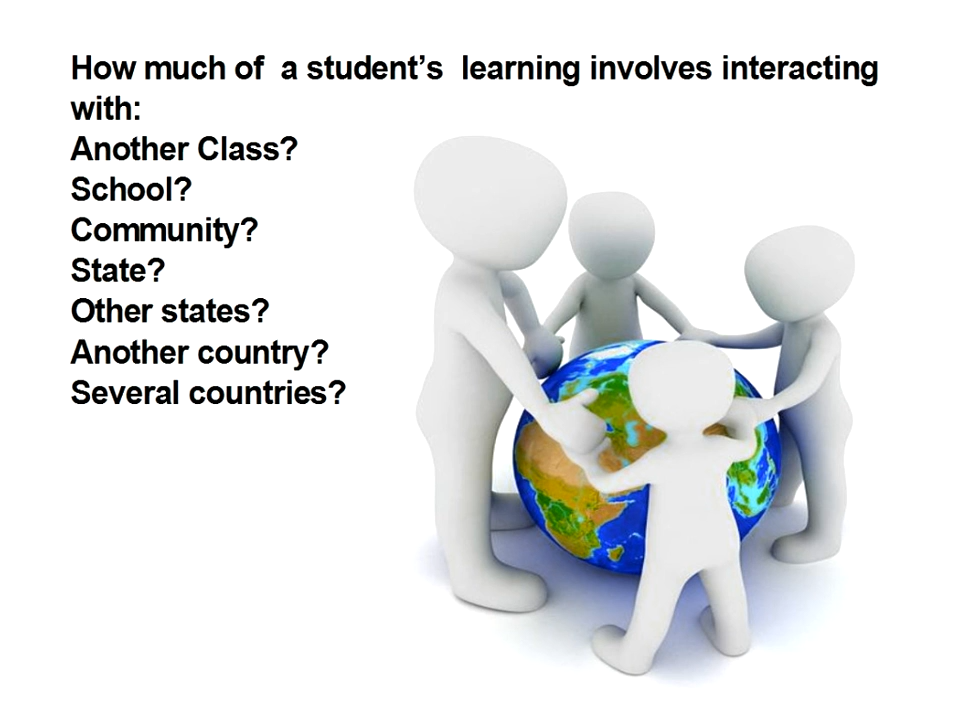 How much of  a student’s  learning involves interacting
with:
Another Class?
School?
Community?
State?
Other states?
Another country?
Several countries?